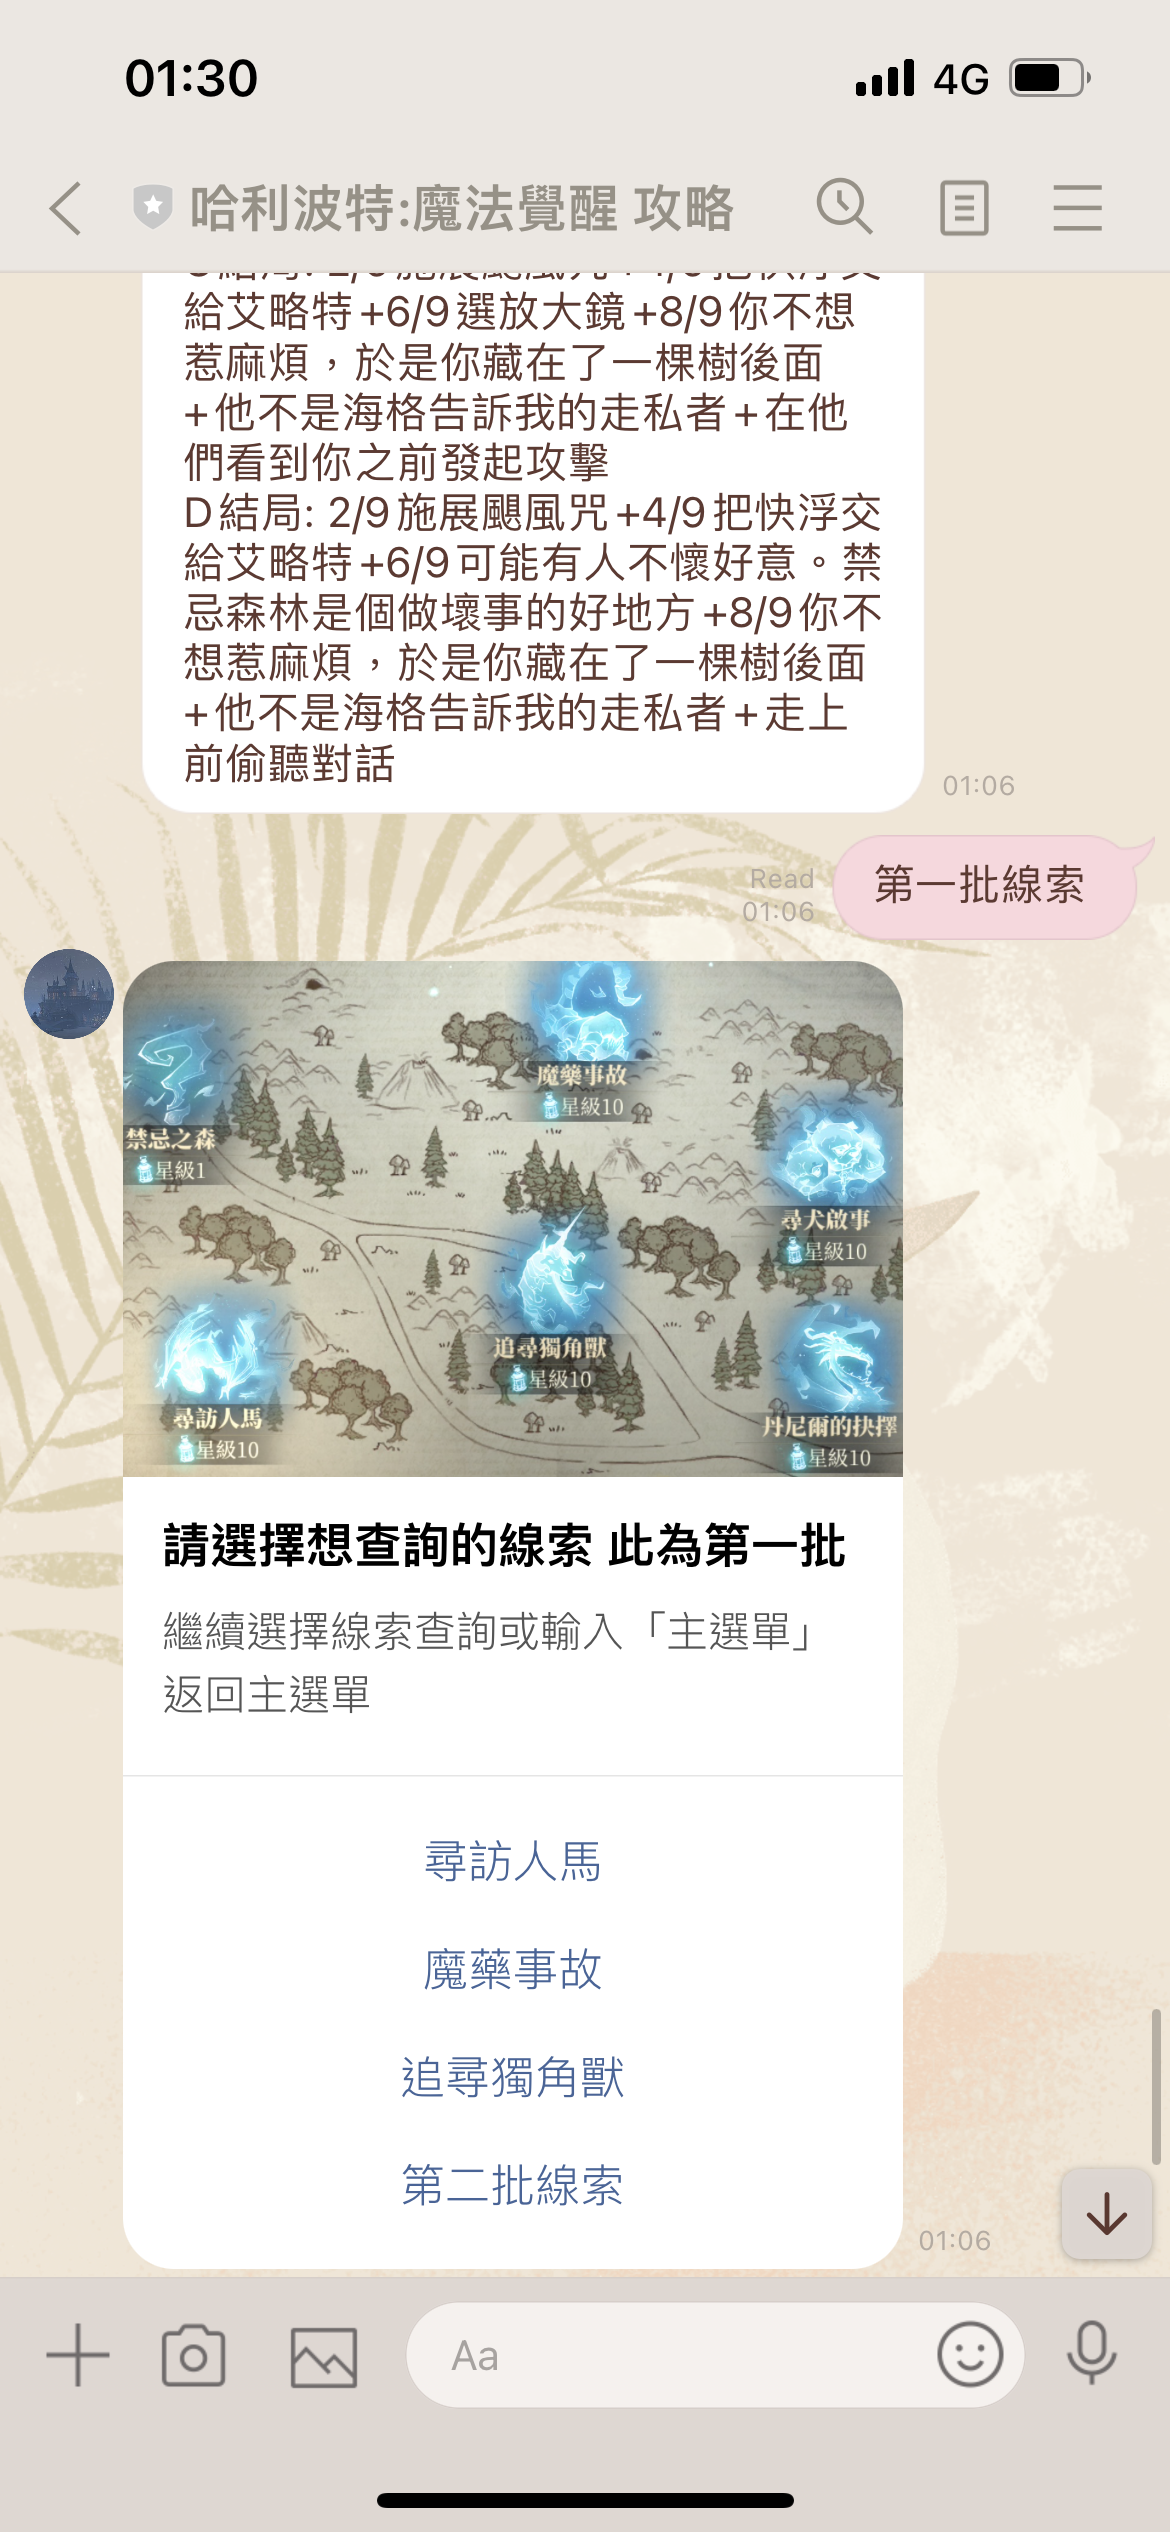 01:30
4G
哈利波特:魔法覺醒 攻略
給艾略特+6/9選放大鏡+8/9你不想
惹麻煩，於是你藏在了一棵樹後面
+他不是海格告訴我的走私者+在他
們看到你之前發起攻擊
D結局: 2/9施展颶風咒+4/9把快浮交
給艾略特+6/9可能有人不懷好意。禁
忌森林是個做壞事的好地方+8/9你不
想惹麻煩，於是你藏在了一棵樹後面
+他不是海格告訴我的走私者+走上
前偷聽對話
01:06
Read
01:06
第一批線索
魔藥事故
星級10
禁忌之森
星級1
尋犬啟事
星級10
追尋獨角獸
星級10
尋訪人馬
星級10
丹尼爾的抉擇
星級10
請選擇想查詢的線索 此為第一批
繼續選擇線索查詢或輸入「主選單」
返回主選單
尋訪人馬
魔藥事故
追尋獨角獸
第二批線索
01:06
Aa